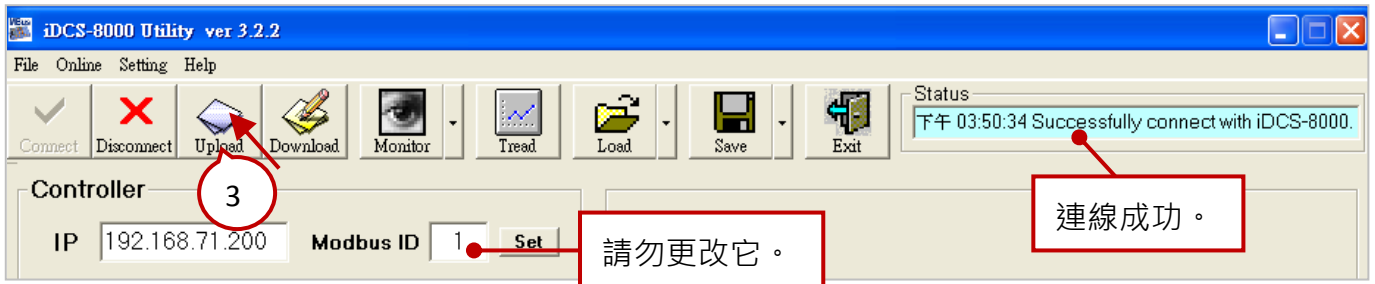 iDCS-8000 Utility ver 3.2.2
File Online Setting Help
Connect Disconnect Upload Download Monitor Tread Load Save Exit
Status
下午 03:50:34 Successfully connect with iDCS-8000.
3
Controller
IP 192.168.71.200 Modbus ID 1 Set
請勿更改它。
連線成功。